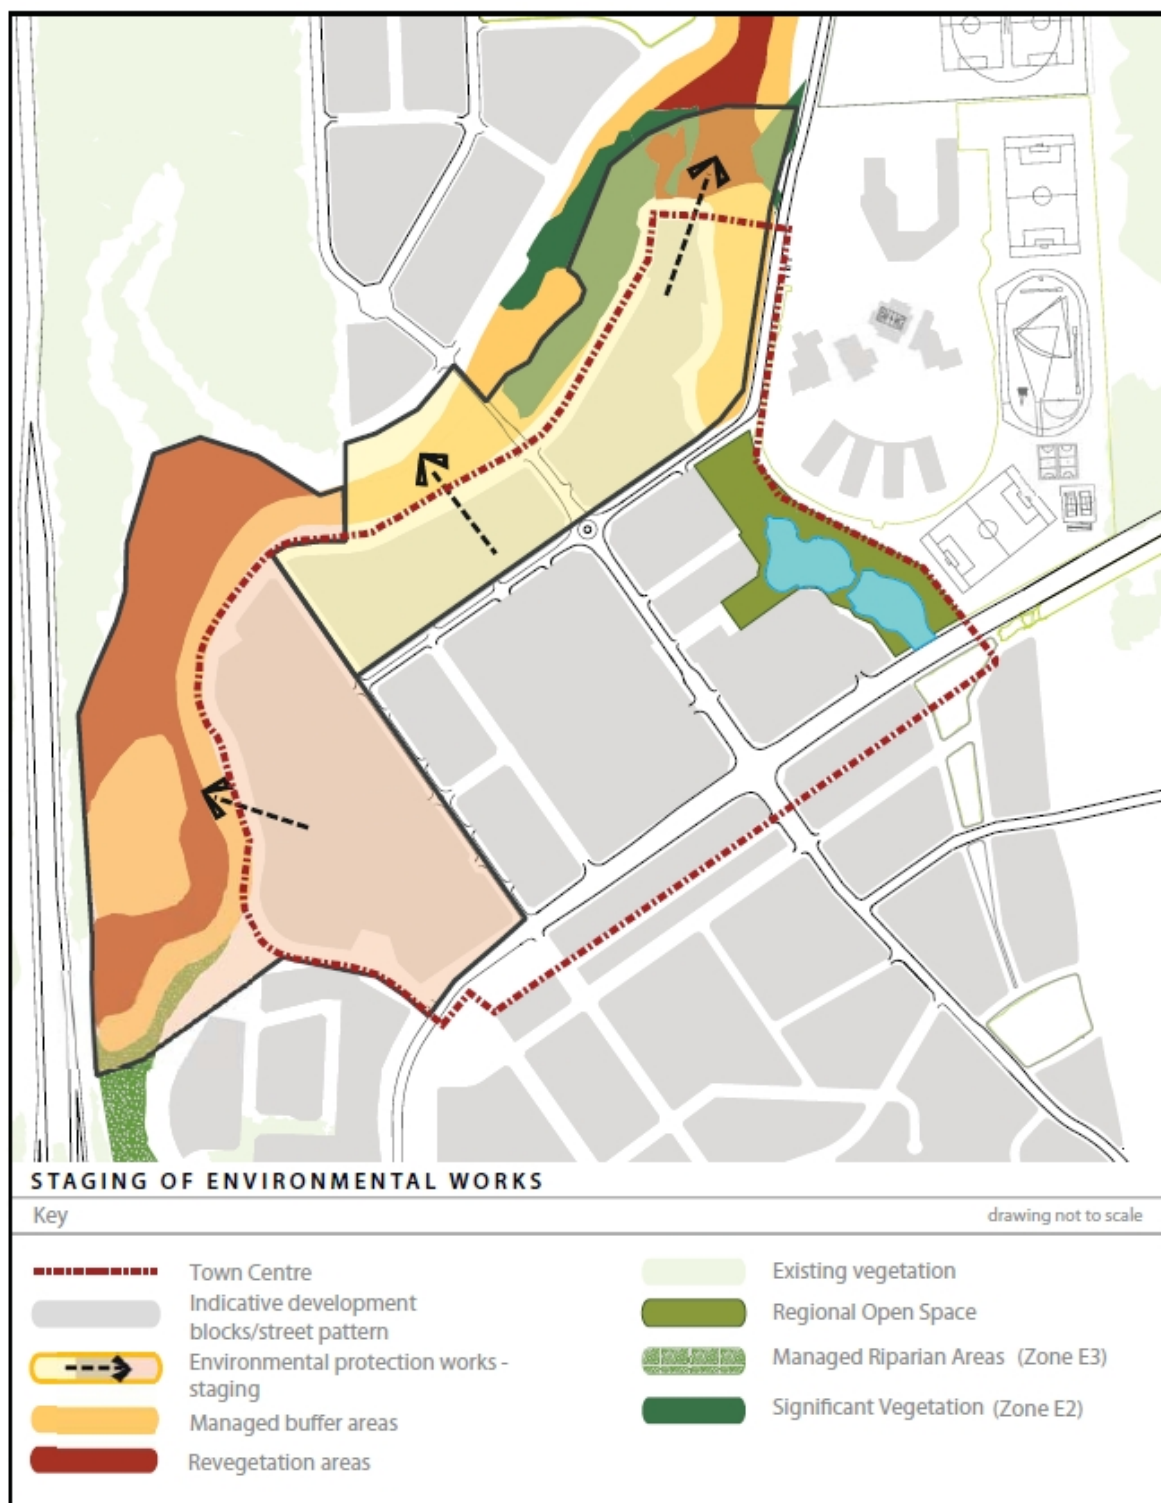 STAGING OF ENVIRONMENTAL WORKS
Key
drawing not to scale
Town Centre
Indicative development
blocks/street pattern
Environmental protection works -
staging
Managed buffer areas
Revegetation areas
Existing vegetation
Regional Open Space
Managed Riparian Areas (Zone E3)
Significant Vegetation (Zone E2)